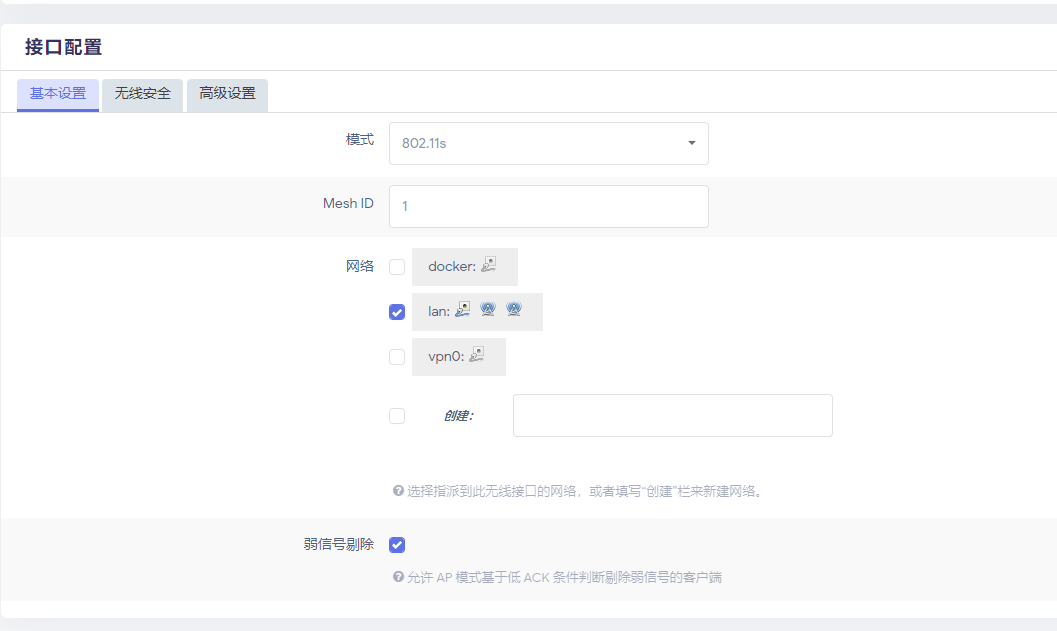 接口配置
基本设置 无线安全 高级设置
模式 802.11s
Mesh ID 1
网络 docker:
lan:
vpn0:
创建:
选择指派到此无线接口的网络，或者填写“创建”栏来新建网络。
弱信号剔除
允许 AP 模式基于低 ACK 条件判断剔除弱信号的客户端